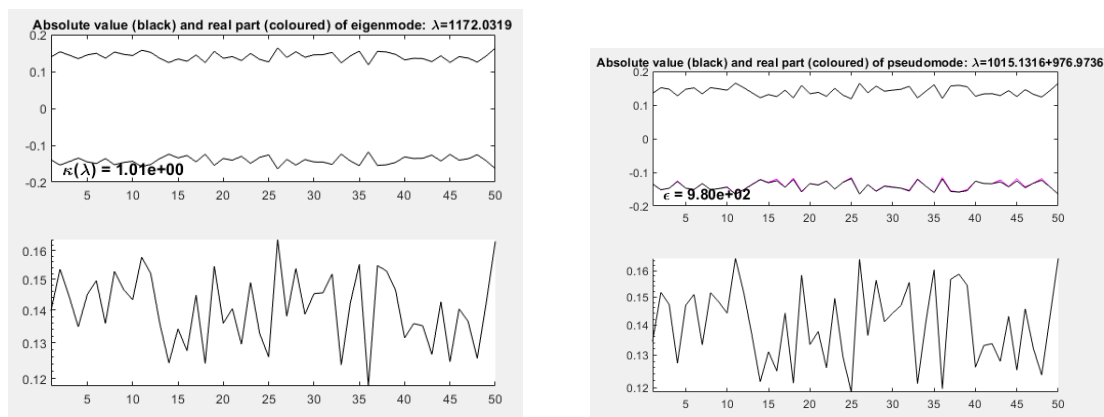 Absolute value (black) and real part (coloured) of eigenmode: λ=1172.0319
0.2
0.1
0
-0.1
-0.2
κ(λ) = 1.01e+00
5 10 15 20 25 30 35 40 45 50
0.16
0.15
0.14
0.13
0.12
5 10 15 20 25 30 35 40 45 50
Absolute value (black) and real part (coloured) of pseudomode: λ=1015.1316+976.9736
0.2
0.1
0
-0.1
-0.2
ϵ = 9.80e+02
5 10 15 20 25 30 35 40 45 50
0.16
0.15
0.14
0.13
0.12
5 10 15 20 25 30 35 40 45 50